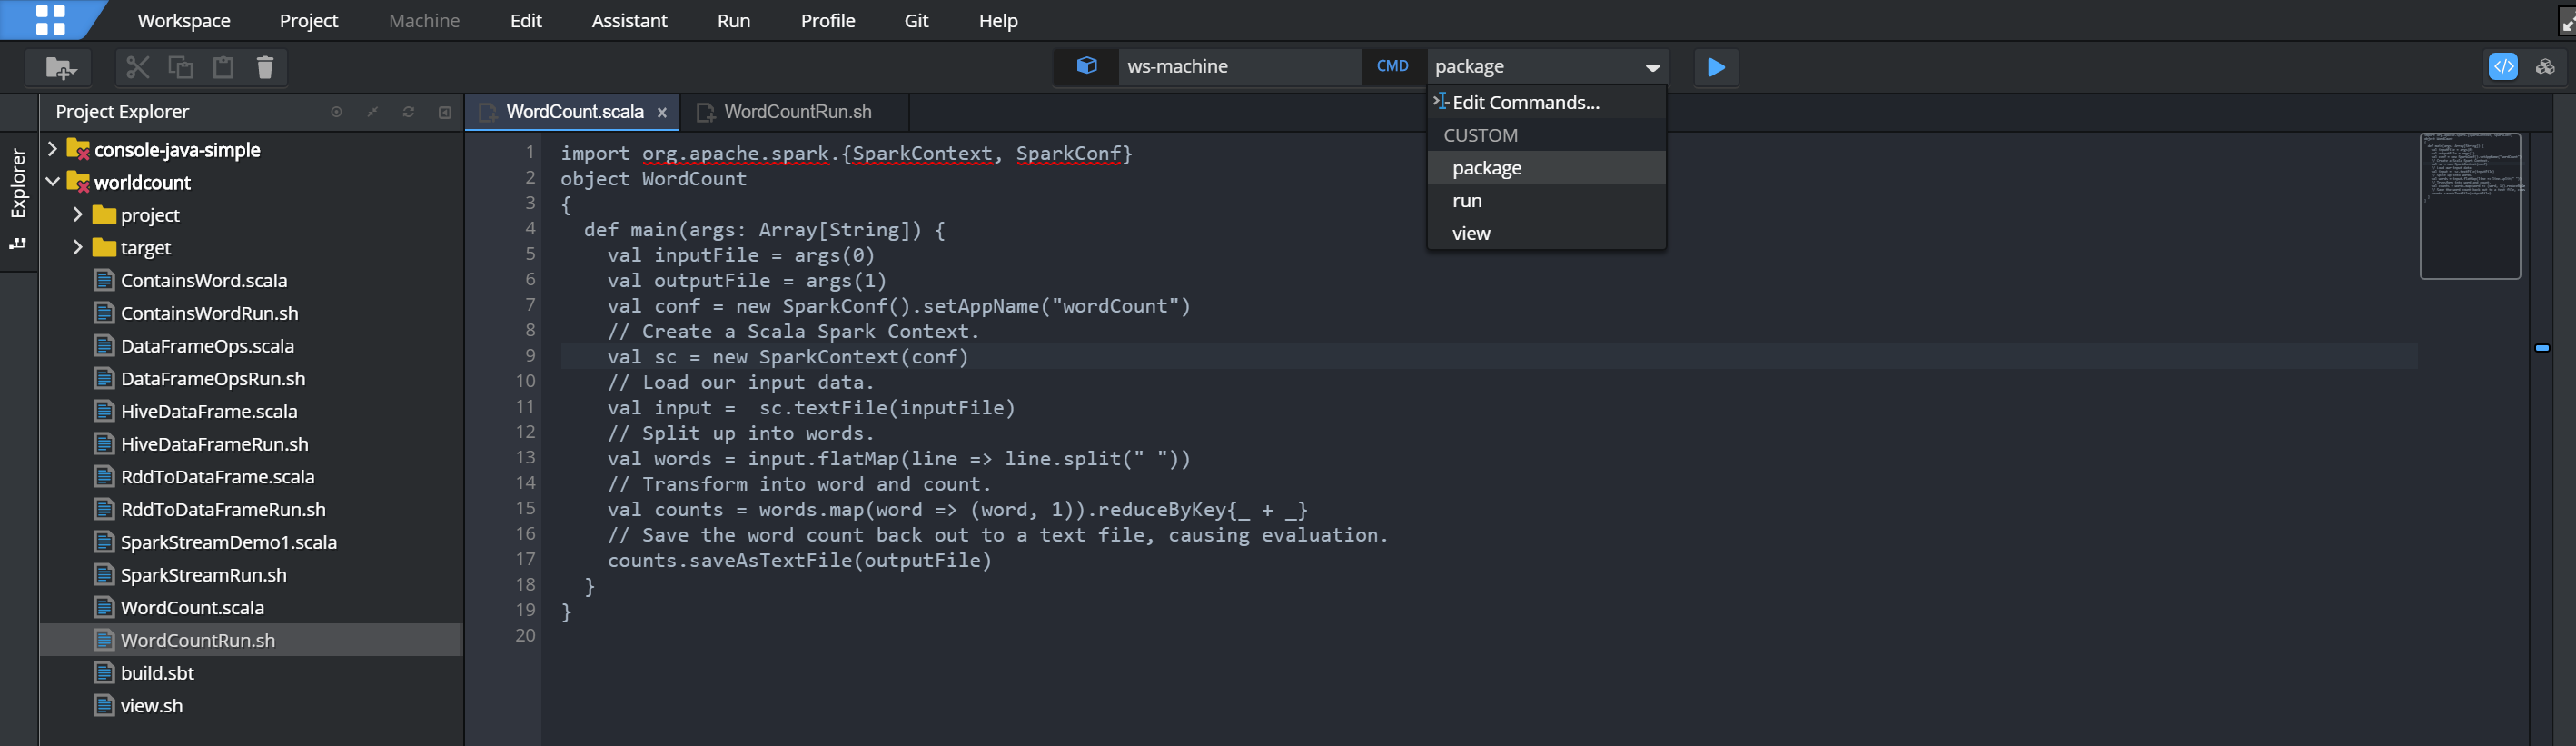 Workspace Project Machine Edit Assistant Run Profile Git Help
ws-machine CMD package
Edit Commands...
CUSTOM
package
run
view
Explorer
Project Explorer
console-java-simple
worldcount
project
target
ContainsWord.scala
ContainsWordRun.sh
DataFrameOps.scala
DataFrameOpsRun.sh
HiveDataFrame.scala
HiveDataFrameRun.sh
RddToDataFrame.scala
RddToDataFrameRun.sh
SparkStreamDemo1.scala
SparkStreamRun.sh
WordCount.scala
WordCountRun.sh
build.sbt
view.sh
WordCount.scala x WordCountRun.sh
1 import org.apache.spark.{SparkContext, SparkConf}
2 object WordCount
3 {
4   def main(args: Array[String]) {
5     val inputFile = args(0)
6     val outputFile = args(1)
7     val conf = new SparkConf().setAppName("wordCount")
8     // Create a Scala Spark Context.
9     val sc = new SparkContext(conf)
10     // Load our input data.
11     val input =  sc.textFile(inputFile)
12     // Split up into words.
13     val words = input.flatMap(line => line.split(" "))
14     // Transform into word and count.
15     val counts = words.map(word => (word, 1)).reduceByKey{_ + _}
16     // Save the word count back out to a text file, causing evaluation.
17     counts.saveAsTextFile(outputFile)
18   }
19 }
20